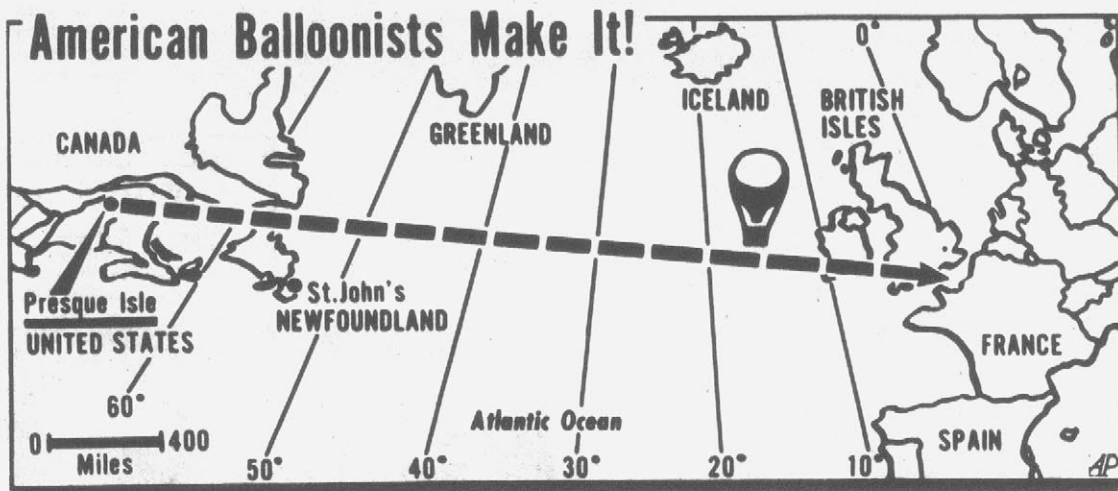 American Balloonists Make It!
0°
ICELAND
BRITISH
ISLES
GREENLAND
CANADA
Presque Isle
UNITED STATES
St. John's
NEWFOUNDLAND
FRANCE
60°
Atlantic Ocean
SPAIN
0 400
Miles
50°
40°
30°
20°
10°
AP